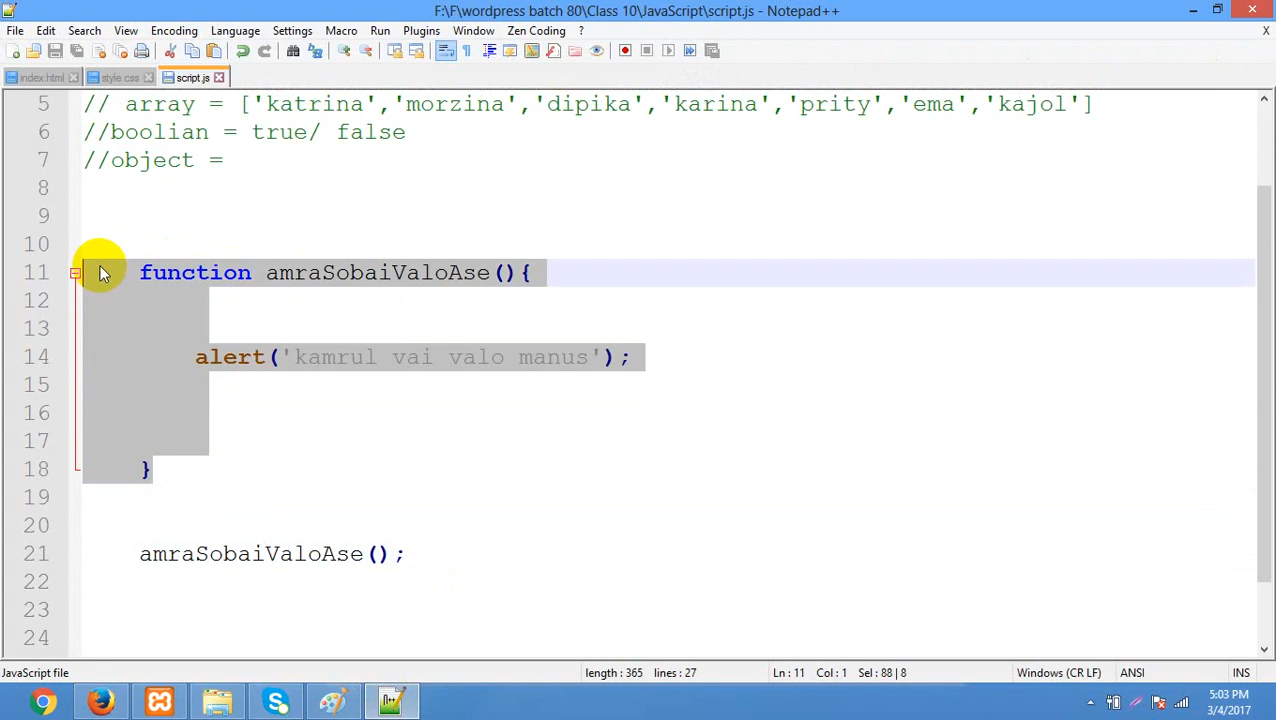 F:\F\wordpress batch 80\Class 10\JavaScript\script.js - Notepad++
File Edit Search View Encoding Language Settings Macro Run Plugins Window Zen Coding ? X
index.html style.css script.js
5 // array = ['katrina','morzina','dipika','karina','prity','ema','kajol']
6 //boolian = true/ false
7 //object =
8
9
10
11 function amraSobaiValoAse(){
12
13
14 alert('kamrul vai valo manus');
15
16
17
18 }
19
20
21 amraSobaiValoAse();
22
23
24
JavaScript file length : 365 lines : 27 Ln : 11 Col : 1 Sel : 88 | 8 Windows (CR LF) ANSI INS
5:03 PM
3/4/2017